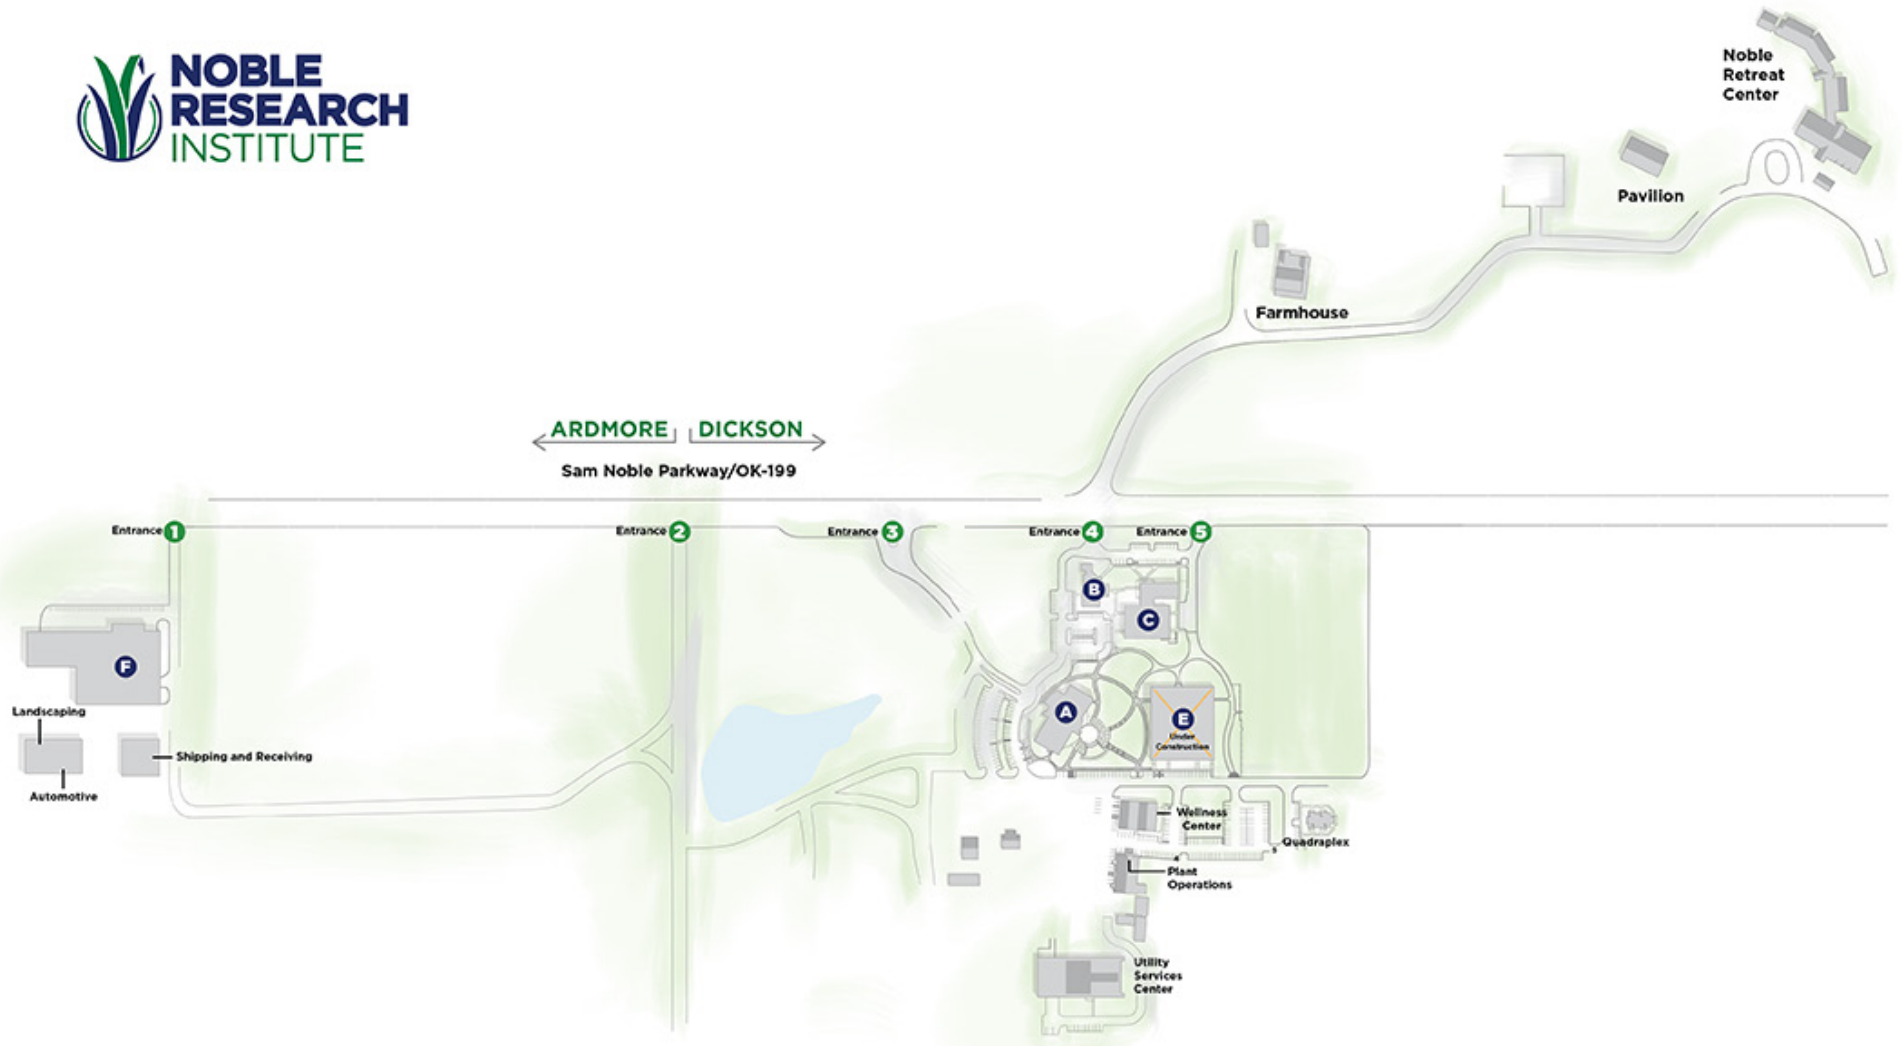 NOBLE
RESEARCH
INSTITUTE
Noble
Retreat
Center
Pavilion
Farmhouse
ARDMORE
DICKSON
Sam Noble Parkway/OK-199
Entrance 1
Entrance 2
Entrance 3
Entrance 4
Entrance 5
B
C
F
A
E
Under
Construction
Landscaping
Shipping and Receiving
Automotive
Wellness
Center
Quadraplex
Plant
Operations
Utility
Services
Center